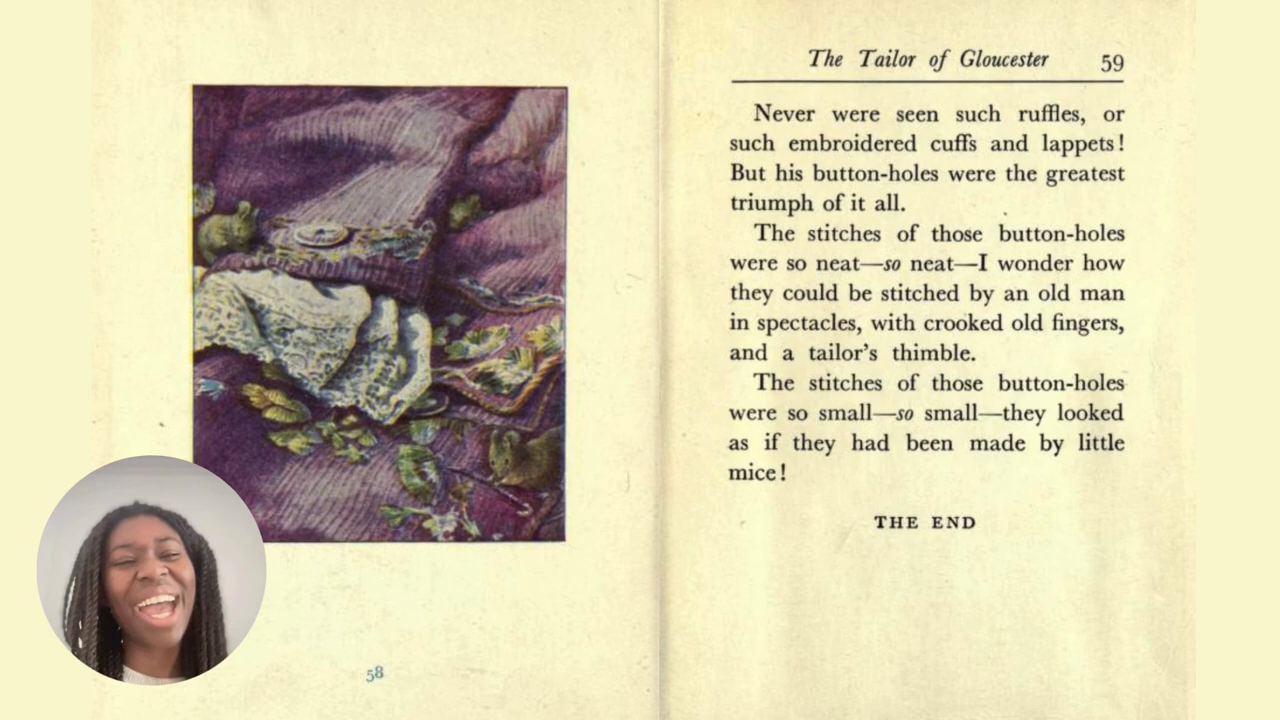 58
The Tailor of Gloucester 59
Never were seen such ruffles, or
such embroidered cuffs and lappets!
But his button-holes were the greatest
triumph of it all.
The stitches of those button-holes
were so neat—so neat—I wonder how
they could be stitched by an old man
in spectacles, with crooked old fingers,
and a tailor's thimble.
The stitches of those button-holes
were so small—so small—they looked
as if they had been made by little
mice!
THE END